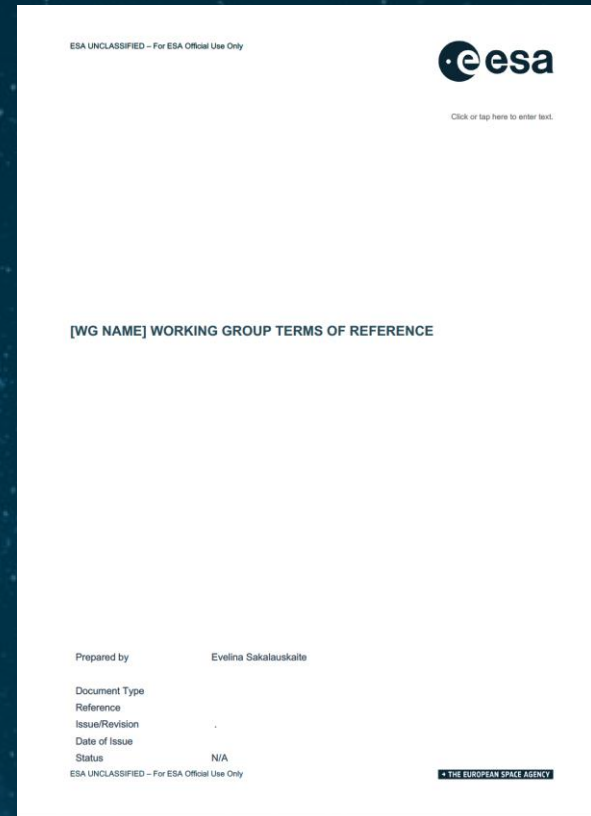 ESA UNCLASSIFIED – For ESA Official Use Only
esa
Click or tap here to enter text.
[WG NAME] WORKING GROUP TERMS OF REFERENCE
Prepared by Evelina Sakalauskaite
Document Type
Reference
Issue/Revision .
Date of Issue
Status N/A
ESA UNCLASSIFIED – For ESA Official Use Only
→ THE EUROPEAN SPACE AGENCY